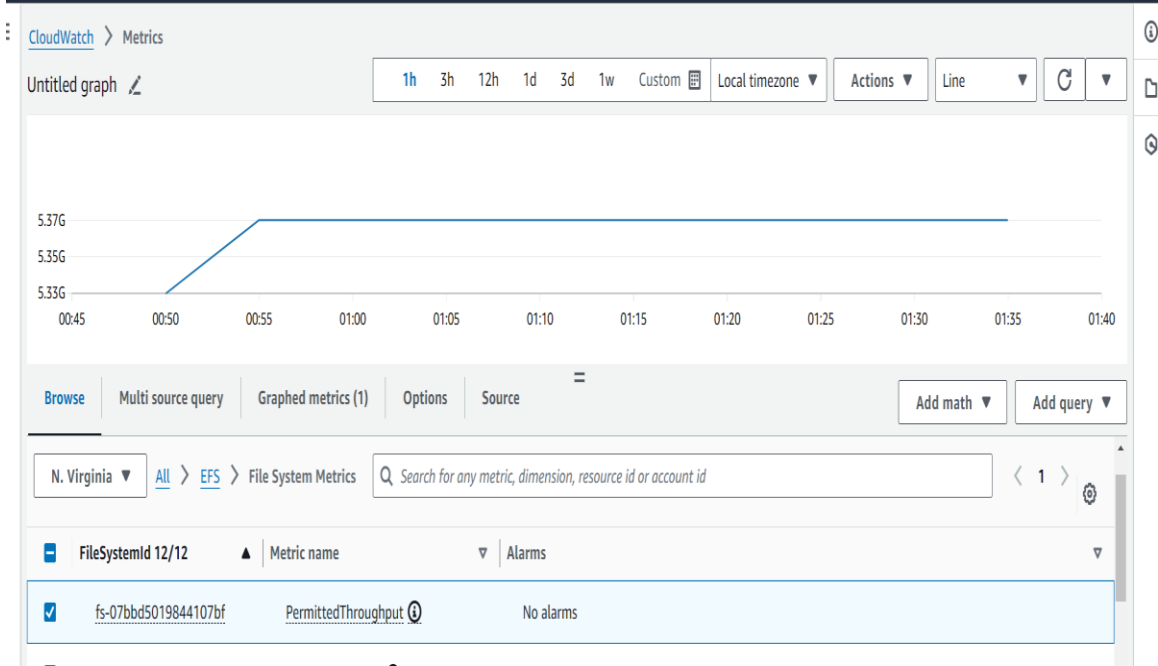 CloudWatch > Metrics
Untitled graph
1h 3h 12h 1d 3d 1w Custom Local timezone Actions Line
5.37G
5.35G
5.33G
00:45 00:50 00:55 01:00 01:05 01:10 01:15 01:20 01:25 01:30 01:35 01:40
Browse Multi source query Graphed metrics (1) Options Source Add math Add query
N. Virginia All > EFS > File System Metrics Search for any metric, dimension, resource id or account id 1
FileSystemId 12/12 Metric name Alarms
fs-07bbd5019844107bf PermittedThroughput No alarms